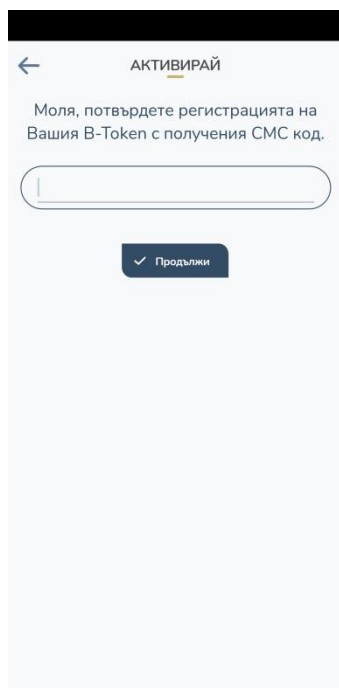 АКТИВИРАЙ
Моля, потвърдете регистрацията на
Вашия B-Token с получения СМС код.
Продължи